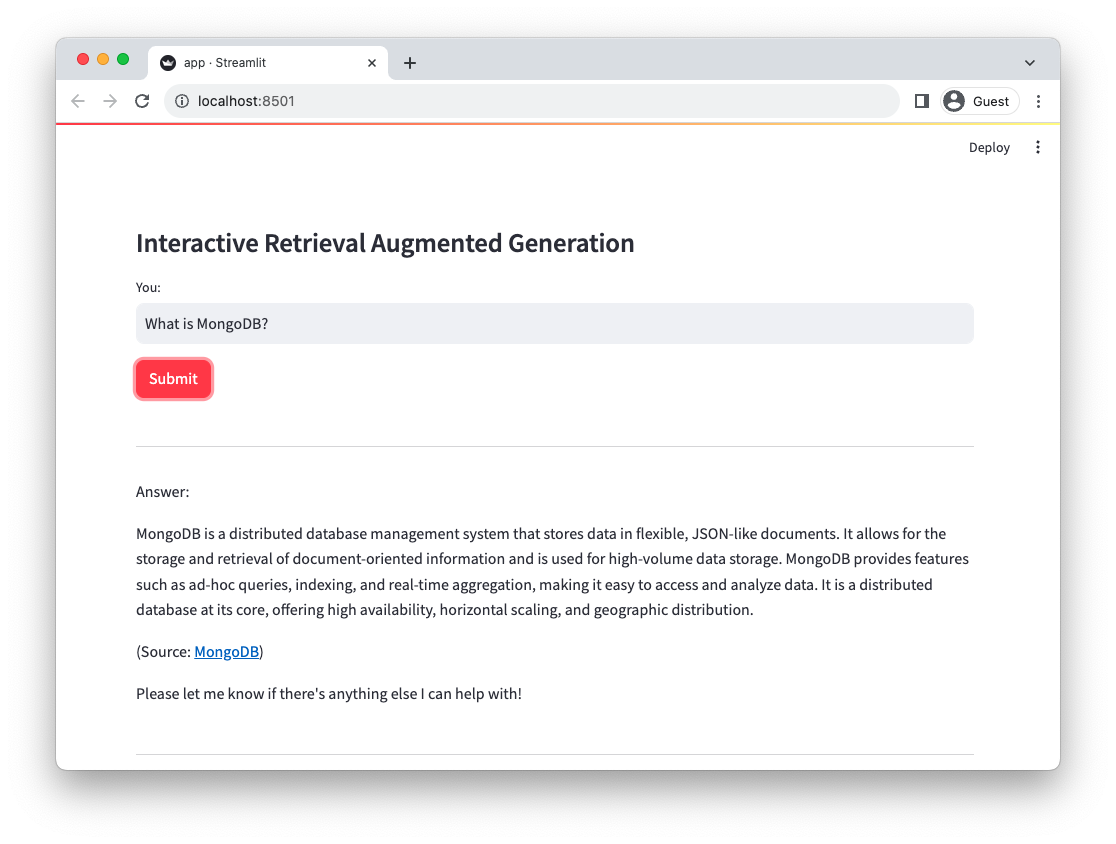 app · Streamlit
localhost:8501
Guest
Deploy
Interactive Retrieval Augmented Generation
You:
What is MongoDB?
Submit
Answer:
MongoDB is a distributed database management system that stores data in flexible, JSON-like documents. It allows for the
storage and retrieval of document-oriented information and is used for high-volume data storage. MongoDB provides features
such as ad-hoc queries, indexing, and real-time aggregation, making it easy to access and analyze data. It is a distributed
database at its core, offering high availability, horizontal scaling, and geographic distribution.
(Source: MongoDB)
Please let me know if there's anything else I can help with!